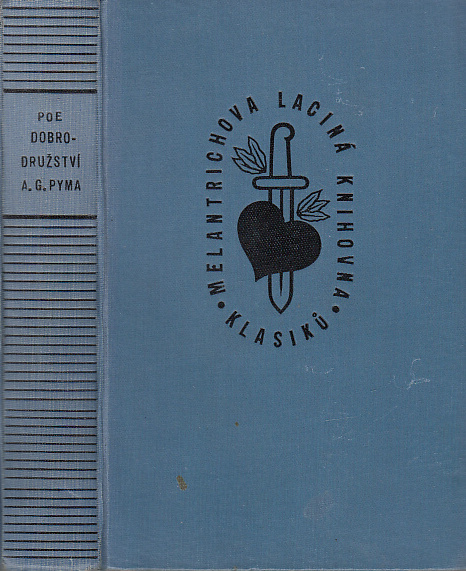 POE
DOBRO-
DRUŽSTVÍ
A. G. PYMA
MELANTRICHOVA LACINÁ KNIHOVNA
• KLASIKŮ •